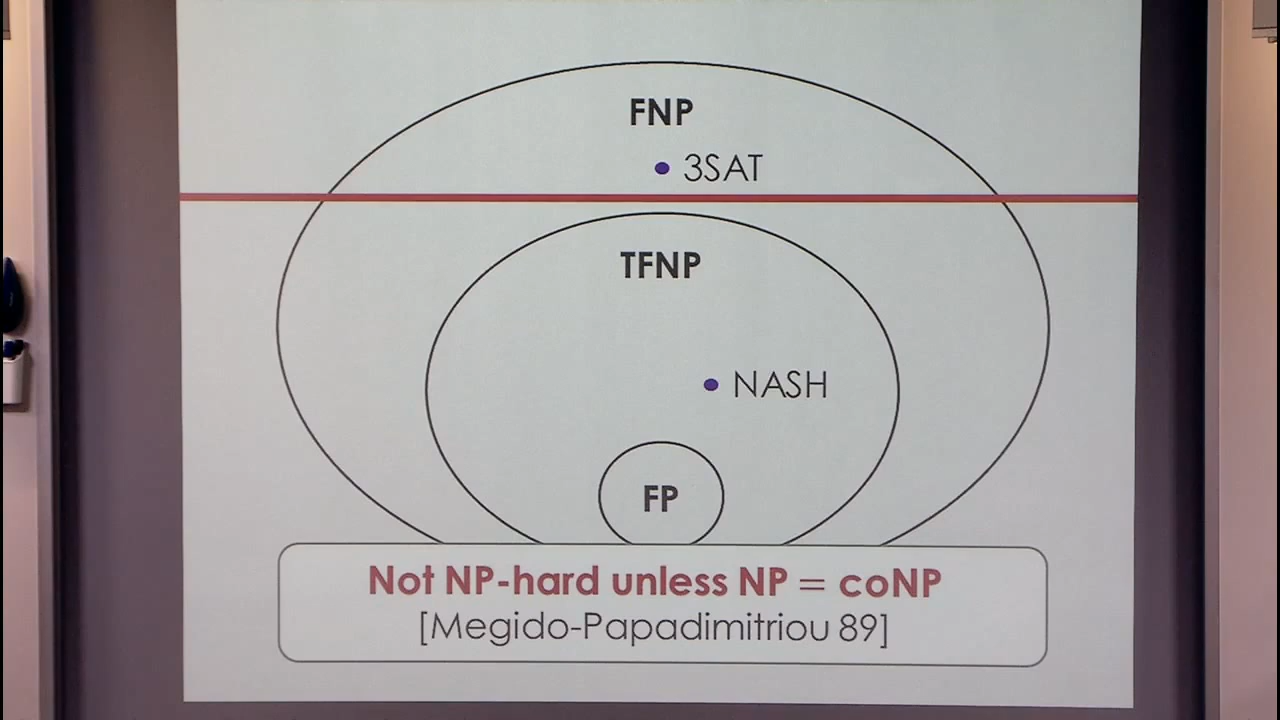 FNP
3SAT
TFNP
NASH
FP
Not NP-hard unless NP = coNP
[Megido-Papadimitriou 89]